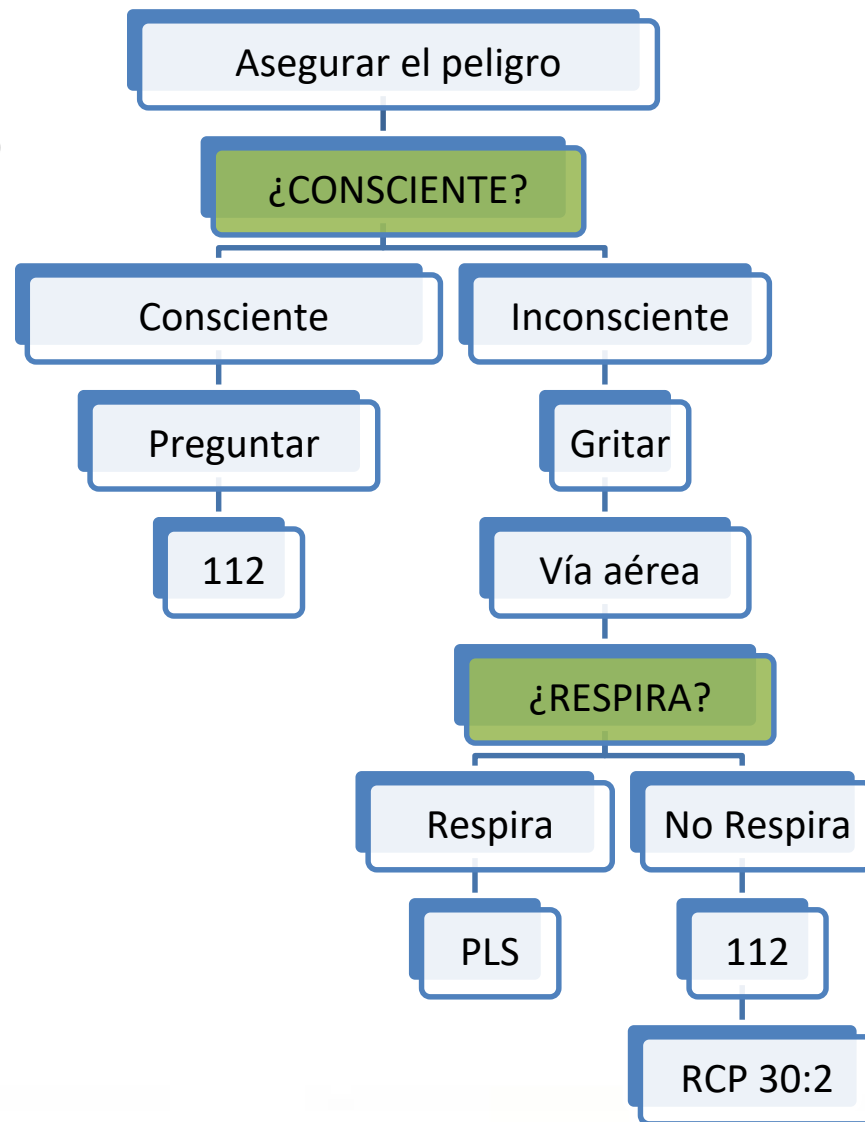 Asegurar el peligro
¿CONSCIENTE?
Consciente
Inconsciente
Preguntar
Gritar
112
Vía aérea
¿RESPIRA?
Respira
No Respira
PLS
112
RCP 30:2